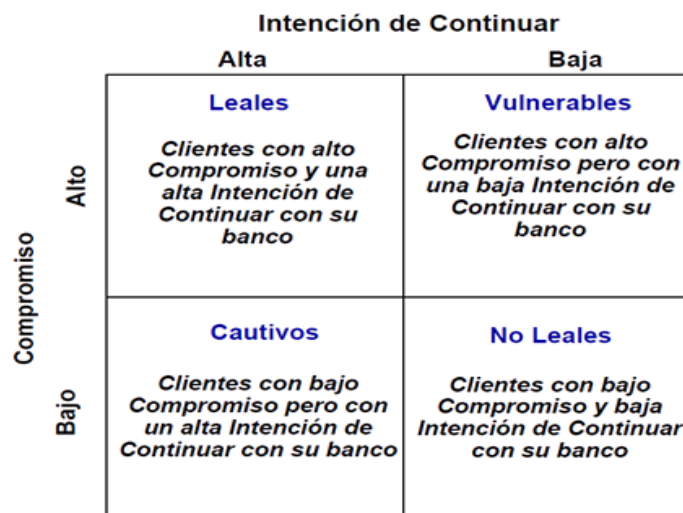 Intención de Continuar
Alta
Baja
Compromiso
Alto
Leales
Clientes con alto
Compromiso y una
alta Intención de
Continuar con su
banco
Vulnerables
Clientes con alto
Compromiso pero con
una baja Intención de
Continuar con su
banco
Bajo
Cautivos
Clientes con bajo
Compromiso pero con
un alta Intención de
Continuar con su banco
No Leales
Clientes con bajo
Compromiso y baja
Intención de Continuar
con su banco